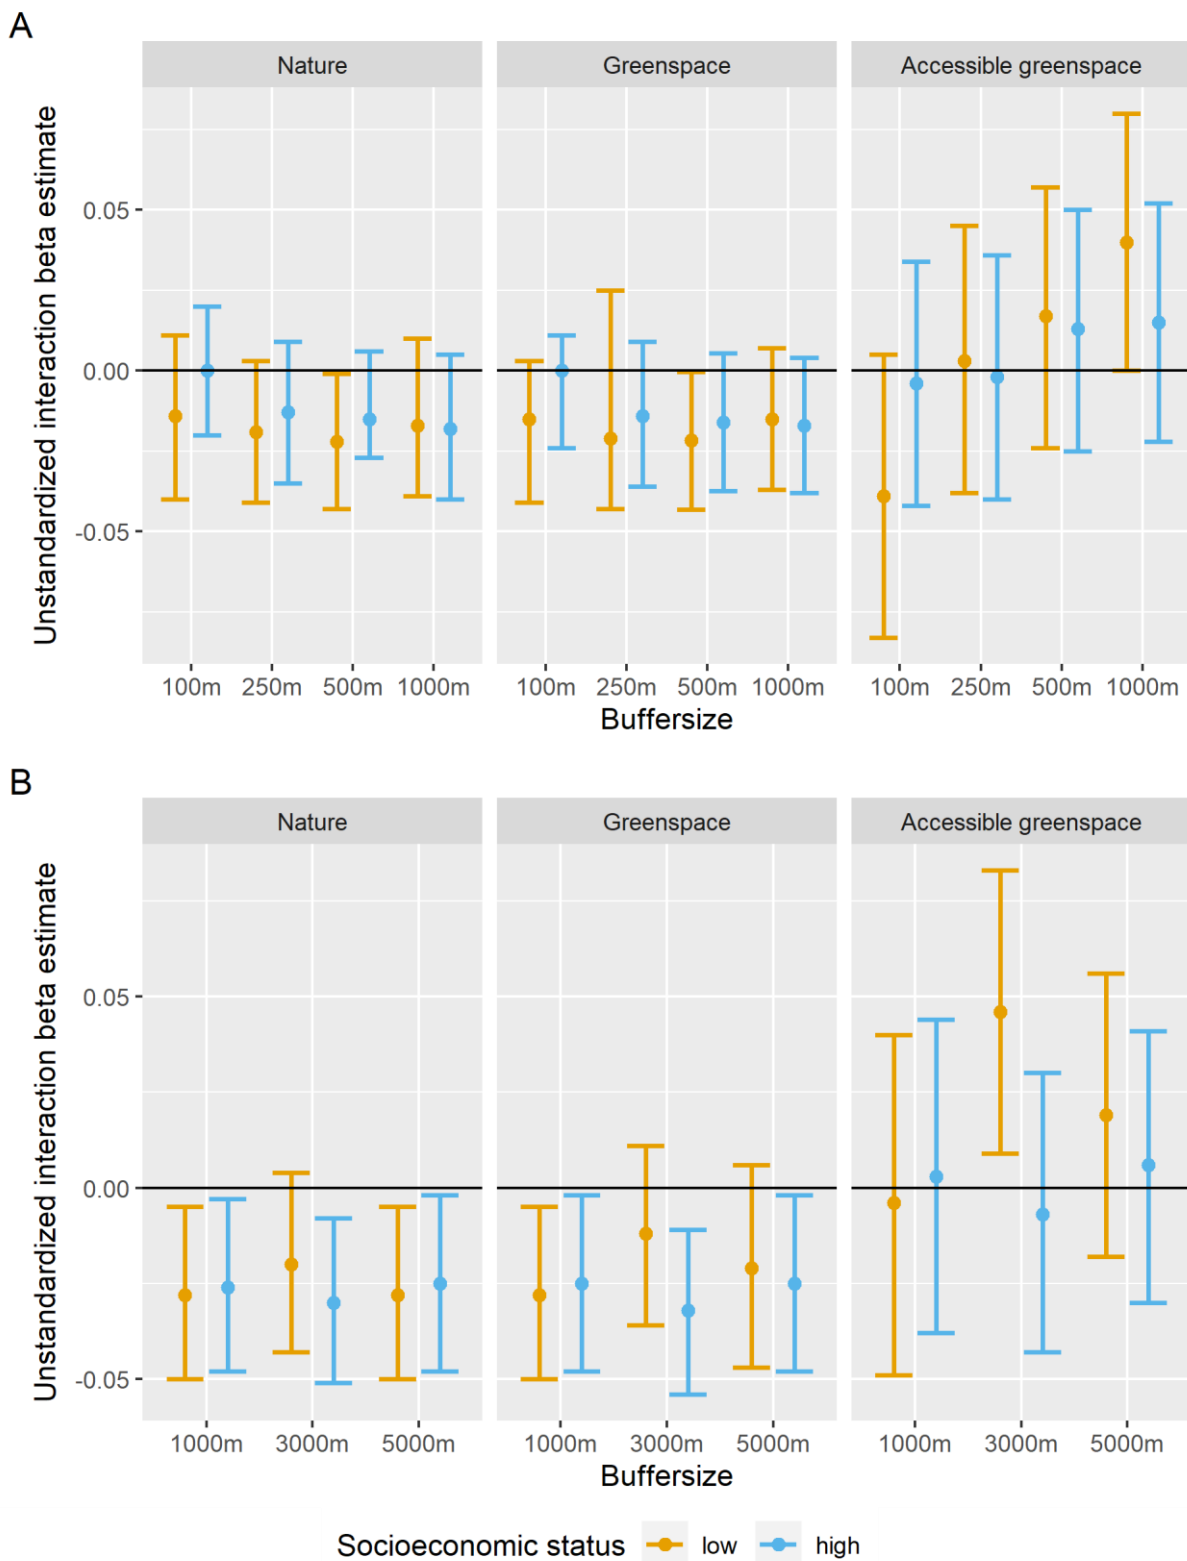 A
Nature Greenspace Accessible greenspace
Unstandardized interaction beta estimate
0.05
0.00
-0.05
100m 250m 500m 1000m 100m 250m 500m 1000m 100m 250m 500m 1000m
Buffersize
B
Nature Greenspace Accessible greenspace
Unstandardized interaction beta estimate
0.05
0.00
-0.05
1000m 3000m 5000m 1000m 3000m 5000m 1000m 3000m 5000m
Buffersize
Socioeconomic status low high